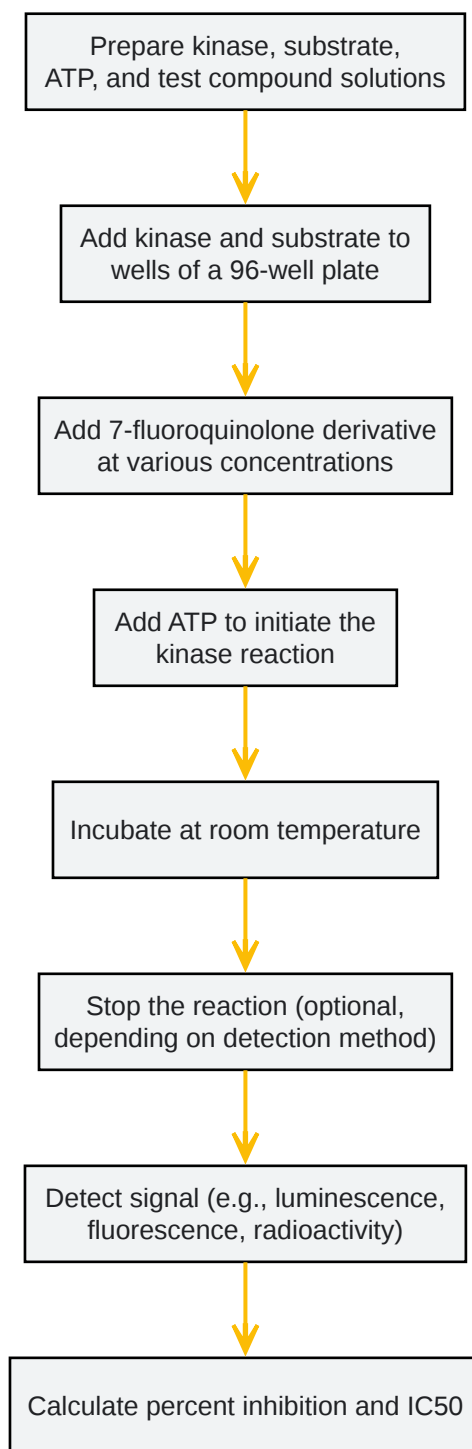 Prepare kinase, substrate,
ATP, and test compound solutions
Add kinase and substrate to
wells of a 96-well plate
Add 7-fluoroquinolone derivative
at various concentrations
Add ATP to initiate the
kinase reaction
Incubate at room temperature
Stop the reaction (optional,
depending on detection method)
Detect signal (e.g., luminescence,
fluorescence, radioactivity)
Calculate percent inhibition and IC50